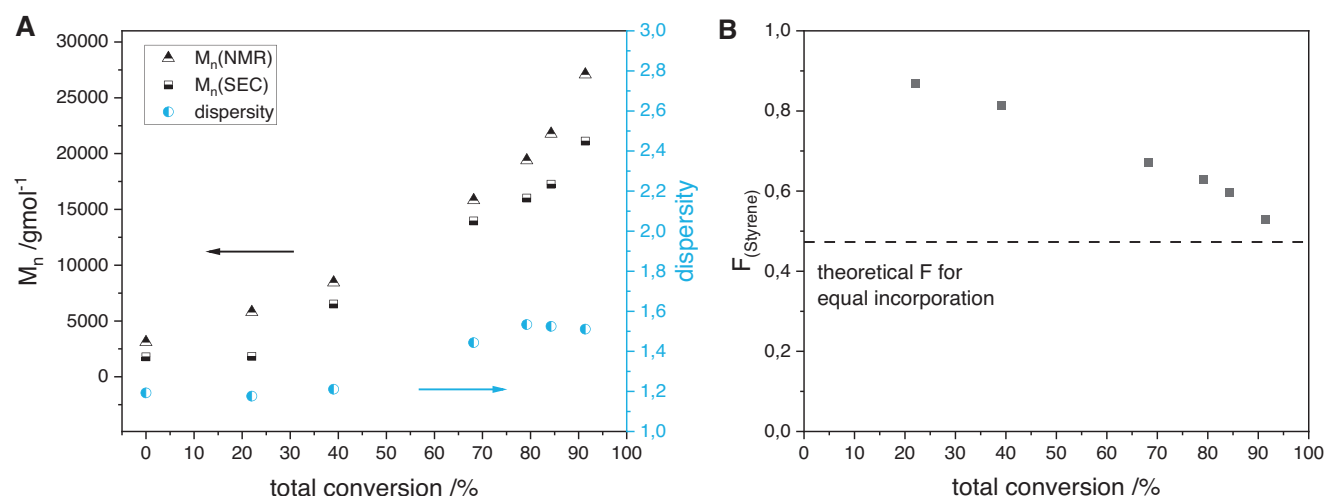 A
30000
25000
20000
15000
10000
5000
0
Mn /gmol-1
Mn(NMR)
Mn(SEC)
dispersity
3,0
2,8
2,6
2,4
2,2
2,0
1,8
1,6
1,4
1,2
1,0
dispersity
0 10 20 30 40 50 60 70 80 90 100
total conversion /%
B
1,0
0,8
0,6
0,4
0,2
0,0
F(Styrene)
theoretical F for
equal incorporation
0 10 20 30 40 50 60 70 80 90 100
total conversion /%